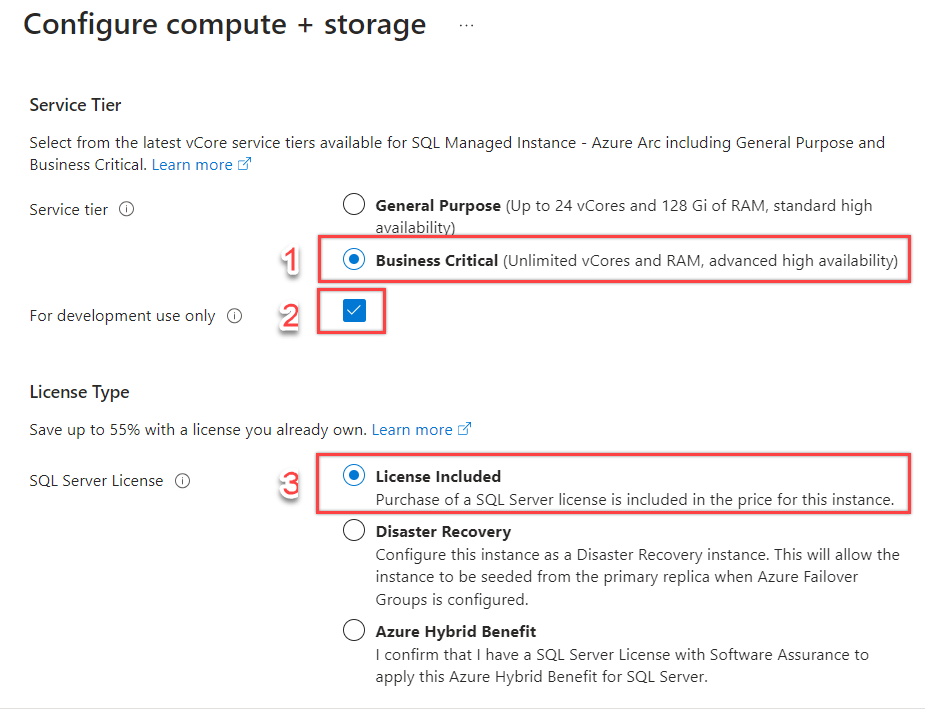 Configure compute + storage ...
Service Tier
Select from the latest vCore service tiers available for SQL Managed Instance - Azure Arc including General Purpose and
Business Critical. Learn more
Service tier
General Purpose (Up to 24 vCores and 128 Gi of RAM, standard high
availability)
1
Business Critical (Unlimited vCores and RAM, advanced high availability)
For development use only
2
License Type
Save up to 55% with a license you already own. Learn more
SQL Server License
3
License Included
Purchase of a SQL Server license is included in the price for this instance.
Disaster Recovery
Configure this instance as a Disaster Recovery instance. This will allow the
instance to be seeded from the primary replica when Azure Failover
Groups is configured.
Azure Hybrid Benefit
I confirm that I have a SQL Server License with Software Assurance to
apply this Azure Hybrid Benefit for SQL Server.